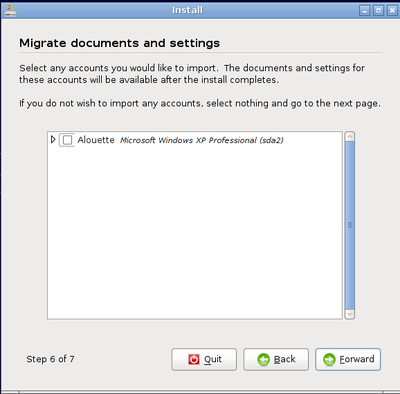 Install
Migrate documents and settings
Select any accounts you would like to import. The documents and settings for
these accounts will be available after the install completes.
If you do not wish to import any accounts, select nothing and go to the next page.
Alouette Microsoft Windows XP Professional (sda2)
Step 6 of 7
Quit
Back
Forward